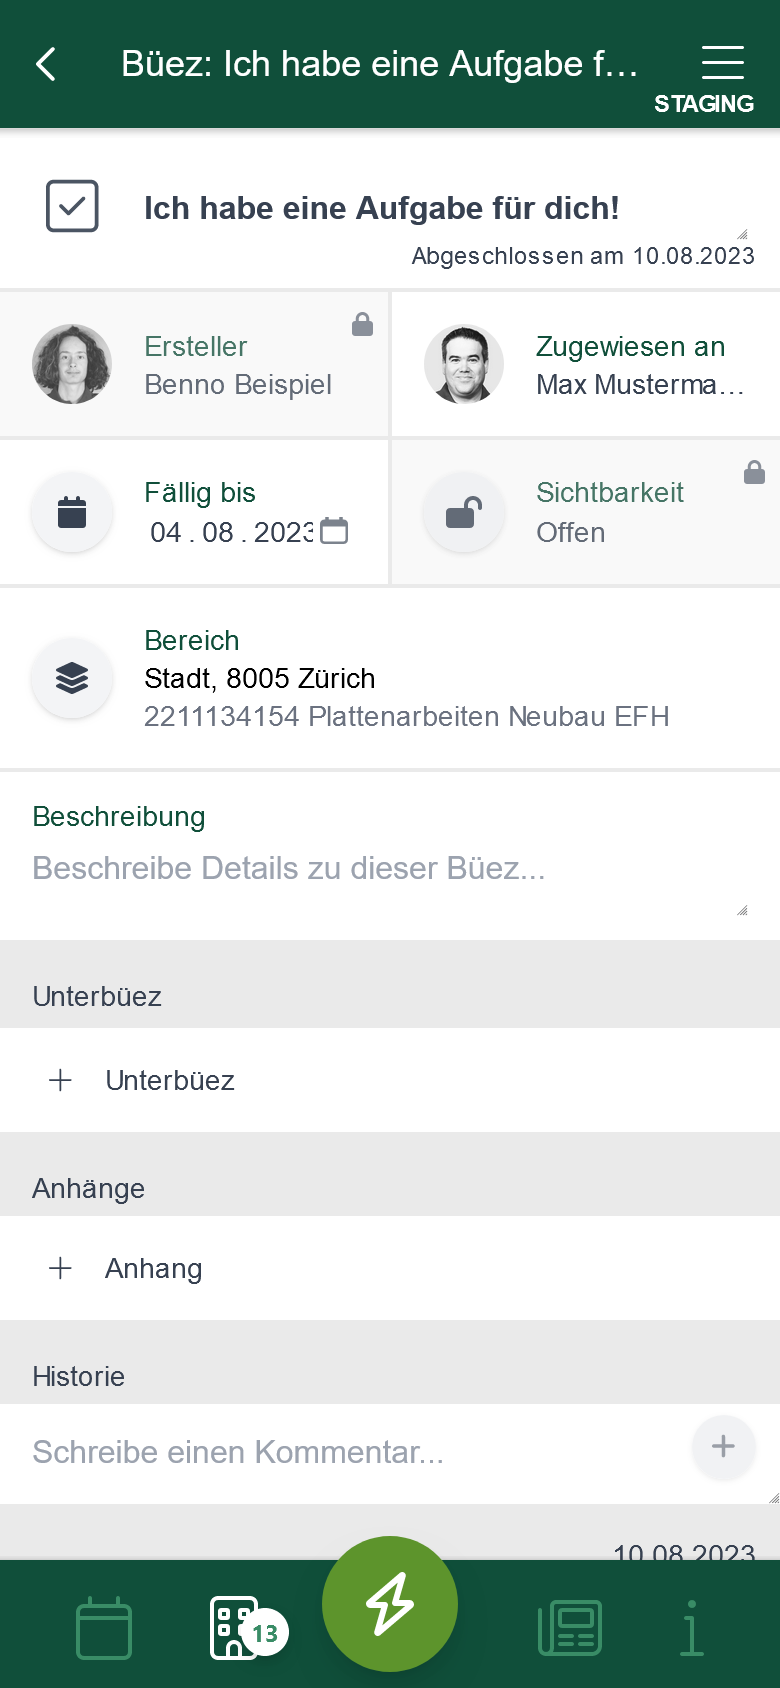 Büez: Ich habe eine Aufgabe f...
STAGING
Ich habe eine Aufgabe für dich!
Abgeschlossen am 10.08.2023
Ersteller
Benno Beispiel
Zugewiesen an
Max Musterma...
Fällig bis
04.08.2023
Sichtbarkeit
Offen
Bereich
Stadt, 8005 Zürich
2211134154 Plattenarbeiten Neubau EFH
Beschreibung
Beschreibe Details zu dieser Büez...
Unterbüez
Unterbüez
Anhänge
Anhang
Historie
Schreibe einen Kommentar...
10.08.2023
13